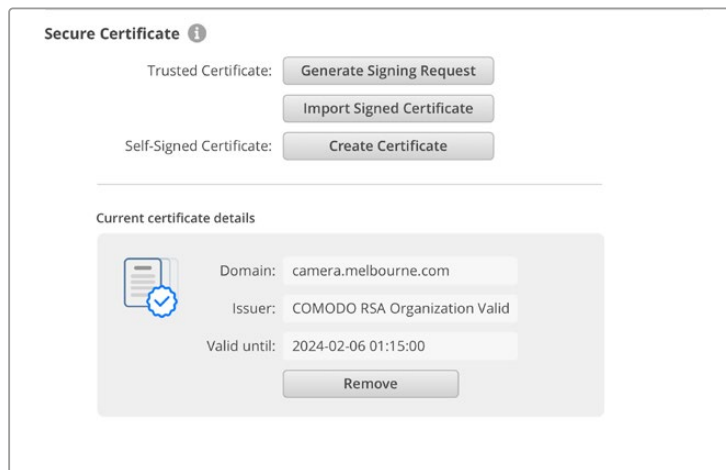 Secure Certificate
Trusted Certificate: Generate Signing Request
Import Signed Certificate
Self-Signed Certificate: Create Certificate
Current certificate details
Domain: camera.melbourne.com
Issuer: COMODO RSA Organization Valid
Valid until: 2024-02-06 01:15:00
Remove